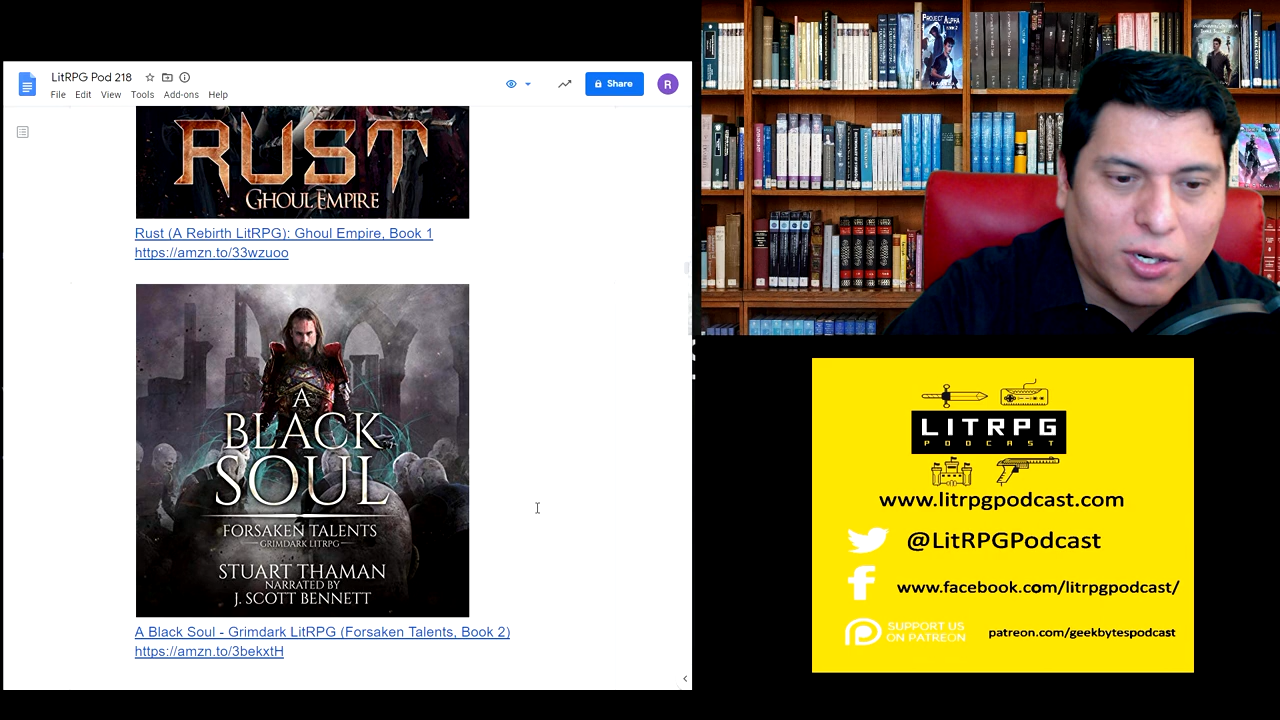 LitRPG Pod 218
File Edit View Tools Add-ons Help
Share
R
RUST
GHOUL EMPIRE
Rust (A Rebirth LitRPG): Ghoul Empire, Book 1
https://amzn.to/33wzuoo
A
BLACK
SOUL
FORSAKEN TALENTS
GRIMDARK LITRPG
STUART THAMAN
NARRATED BY
J. SCOTT BENNETT
A Black Soul - Grimdark LitRPG (Forsaken Talents, Book 2)
https://amzn.to/3bekxtH
PROJECT ALPHA
LITRPG
PODCAST
www.litrpgpodcast.com
@LitRPGPodcast
www.facebook.com/litrpgpodcast/
SUPPORT US
ON PATREON
patreon.com/geekbytespodcast